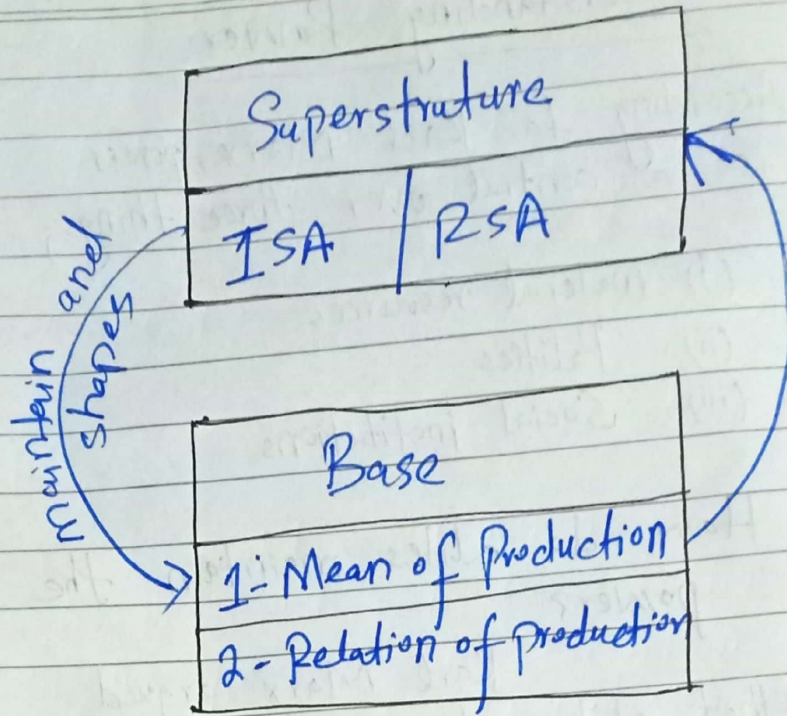 Superstruture
ISA / RSA
Maintain and
shapes
Base
1- Mean of Production
2- Relation of production